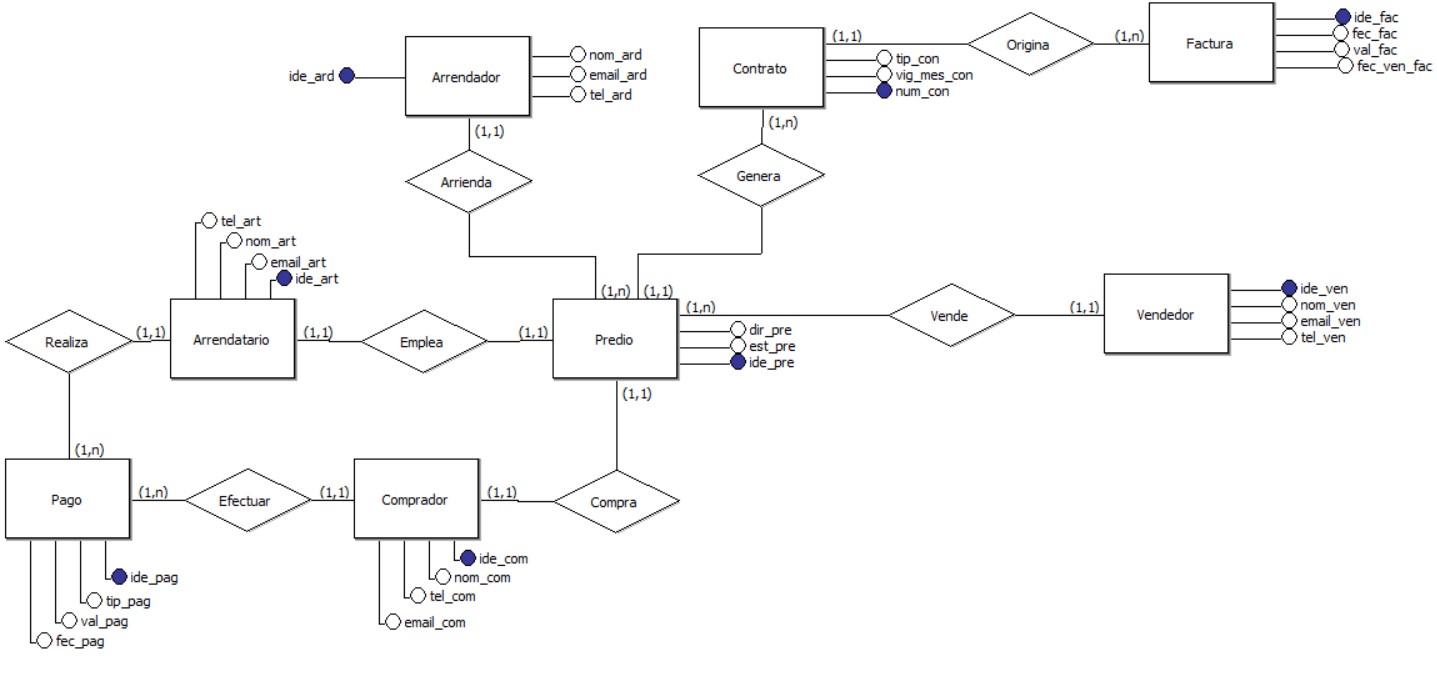 ide_fac
(1,1)
Origina
(1,n)
Factura
fec_fac
val_fac
fec_ven_fac
nom_ard
ide_ard
Arrendador
email_ard
tel_ard
Contrato
tip_con
vig_mes_con
num_con
(1,1)
(1,n)
Arrienda
Genera
tel_art
nom_art
email_art
ide_art
(1,n)
(1,1)
(1,n)
Vende
(1,1)
Vendedor
ide_ven
nom_ven
email_ven
tel_ven
Realiza
(1,1)
Arrendatario
(1,1)
Emplea
(1,1)
Predio
dir_pre
est_pre
ide_pre
(1,1)
(1,n)
Pago
(1,n)
Efectuar
(1,1)
Comprador
(1,1)
Compra
ide_com
nom_com
tel_com
email_com
ide_pag
tip_pag
val_pag
fec_pag